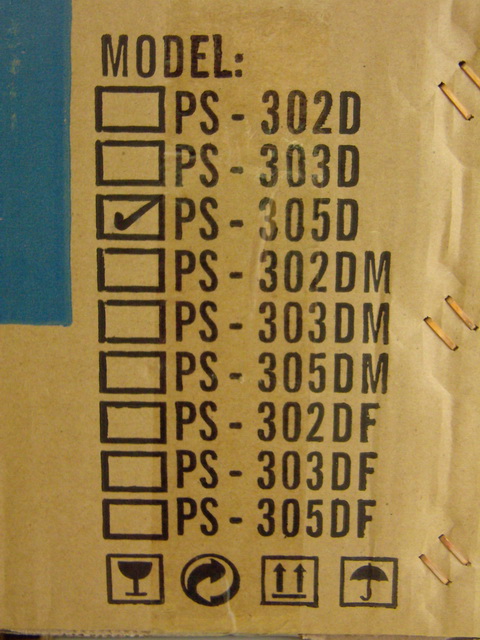 MODEL:
PS - 302D
PS - 303D
PS - 305D
PS - 302DM
PS - 303DM
PS - 305DM
PS - 302DF
PS - 303DF
PS - 305DF